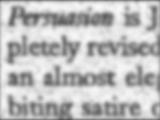 Persuasion is J
pletely revised
an almost ele
biting satire o